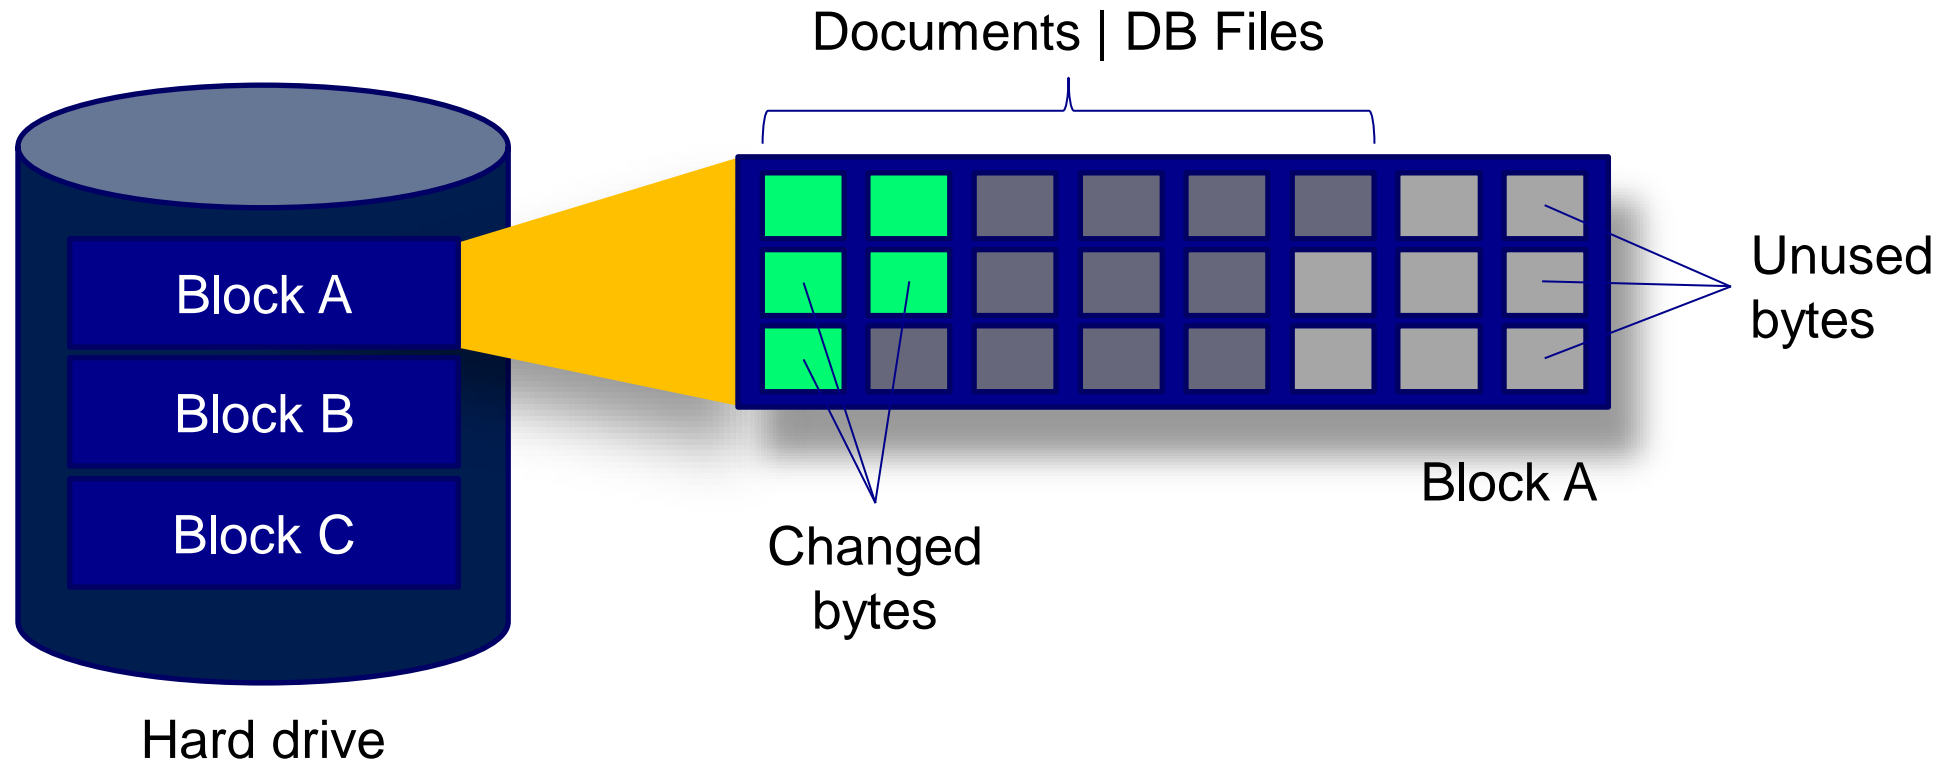 Documents | DB Files
Block A
Block B
Block C
Unused
bytes
Block A
Changed
bytes
Hard drive